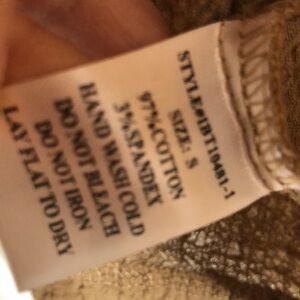 STYLE#IBT10481-1
SIZE: S
97%COTTON
3%SPANDEX
HAND WASH COLD
DO NOT BLEACH
DO NOT IRON
LAY FLAT TO DRY